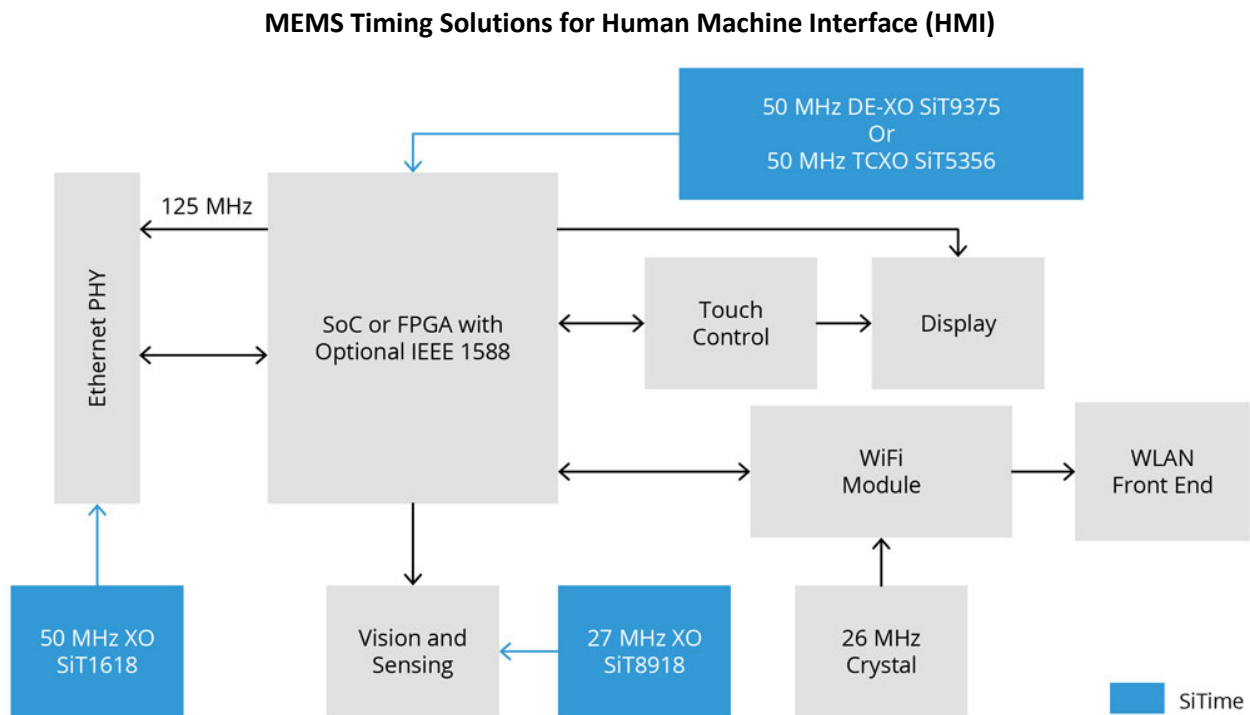 MEMS Timing Solutions for Human Machine Interface (HMI)
50 MHz DE-XO SiT9375
Or
50 MHz TCXO SiT5356
125 MHz
Ethernet PHY
SoC or FPGA with
Optional IEEE 1588
Touch
Control
Display
WiFi
Module
WLAN
Front End
50 MHz XO
SiT1618
Vision and
Sensing
27 MHz XO
SiT8918
26 MHz
Crystal
SiTime